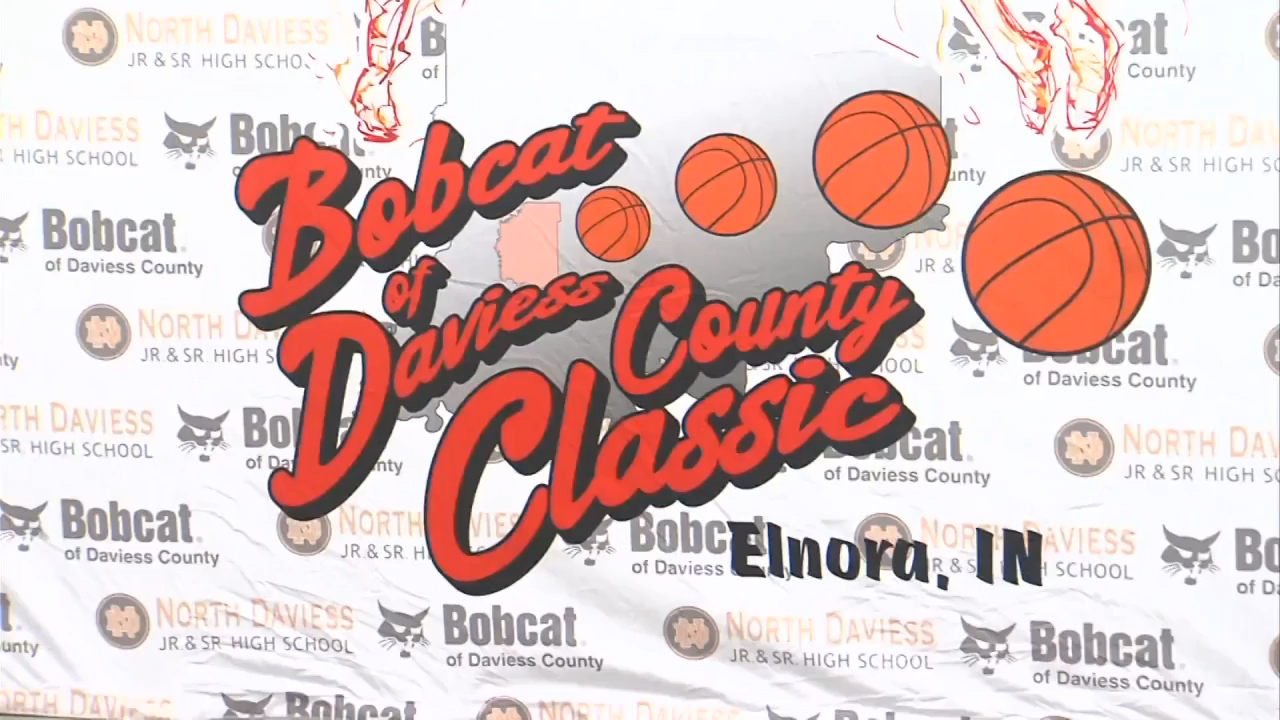 Bobcat
of
Daviess County
Classic
Elnora, IN
NORTH DAVIESS
JR & SR HIGH SCHOOL
Bobcat
of Daviess County